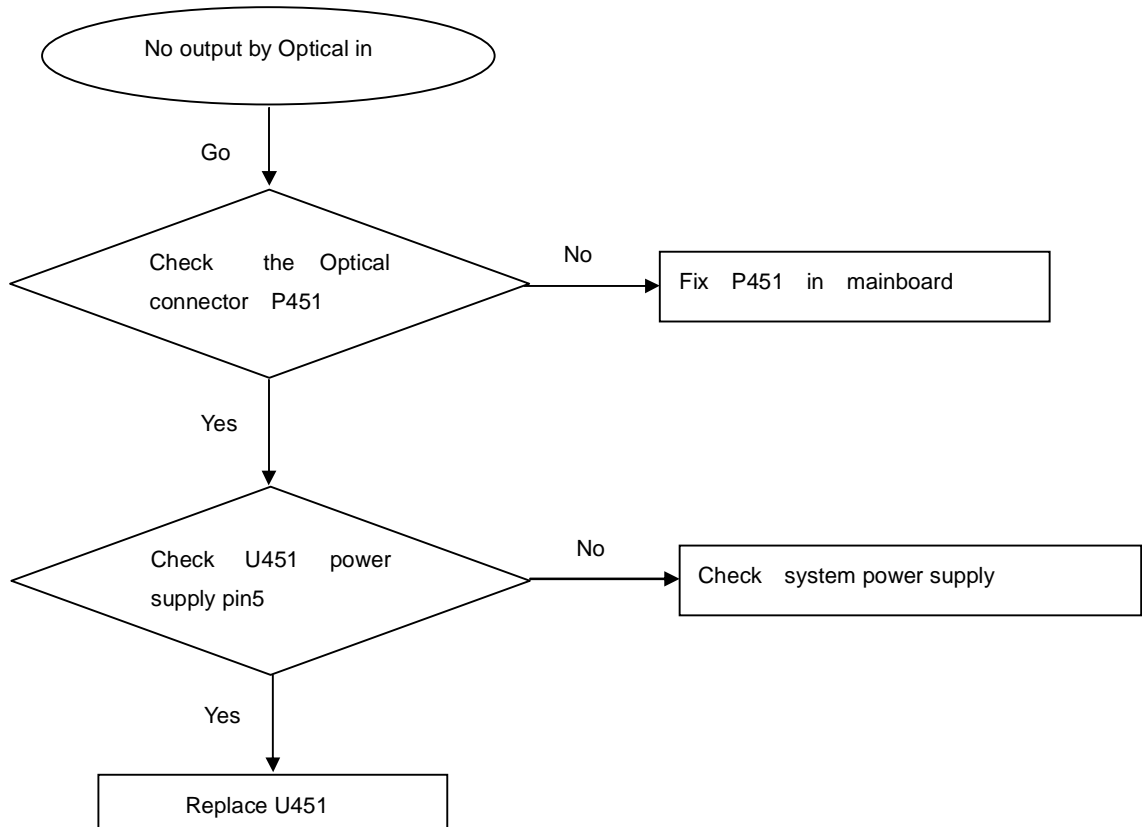 No output by Optical in
Go
Check the Optical
connector P451
No
Fix P451 in mainboard
Yes
Check U451 power
supply pin5
No
Check system power supply
Yes
Replace U451